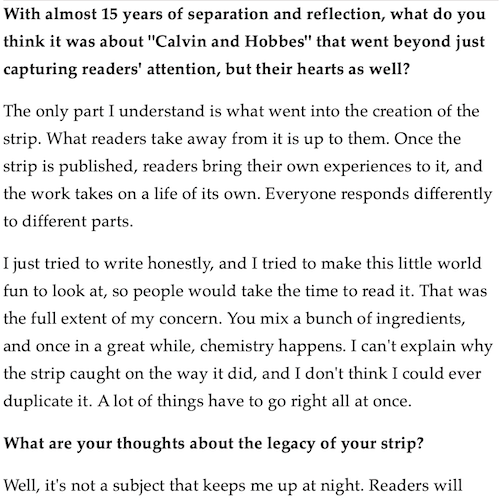 With almost 15 years of separation and reflection, what do you
think it was about "Calvin and Hobbes" that went beyond just
capturing readers' attention, but their hearts as well?
The only part I understand is what went into the creation of the
strip. What readers take away from it is up to them. Once the
strip is published, readers bring their own experiences to it, and
the work takes on a life of its own. Everyone responds differently
to different parts.
I just tried to write honestly, and I tried to make this little world
fun to look at, so people would take the time to read it. That was
the full extent of my concern. You mix a bunch of ingredients,
and once in a great while, chemistry happens. I can't explain why
the strip caught on the way it did, and I don't think I could ever
duplicate it. A lot of things have to go right all at once.
What are your thoughts about the legacy of your strip?
Well, it's not a subject that keeps me up at night. Readers will